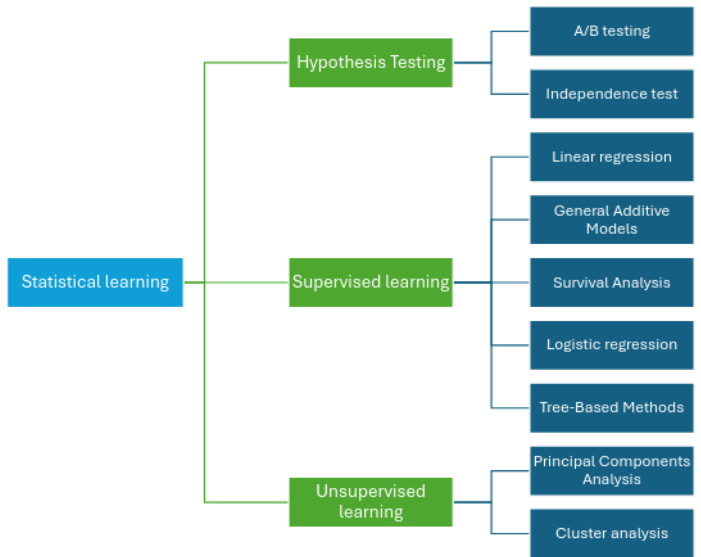 Statistical learning
Hypothesis Testing
A/B testing
Independence test
Supervised learning
Linear regression
General Additive
Models
Survival Analysis
Logistic regression
Tree-Based Methods
Unsupervised
learning
Principal Components
Analysis
Cluster analysis